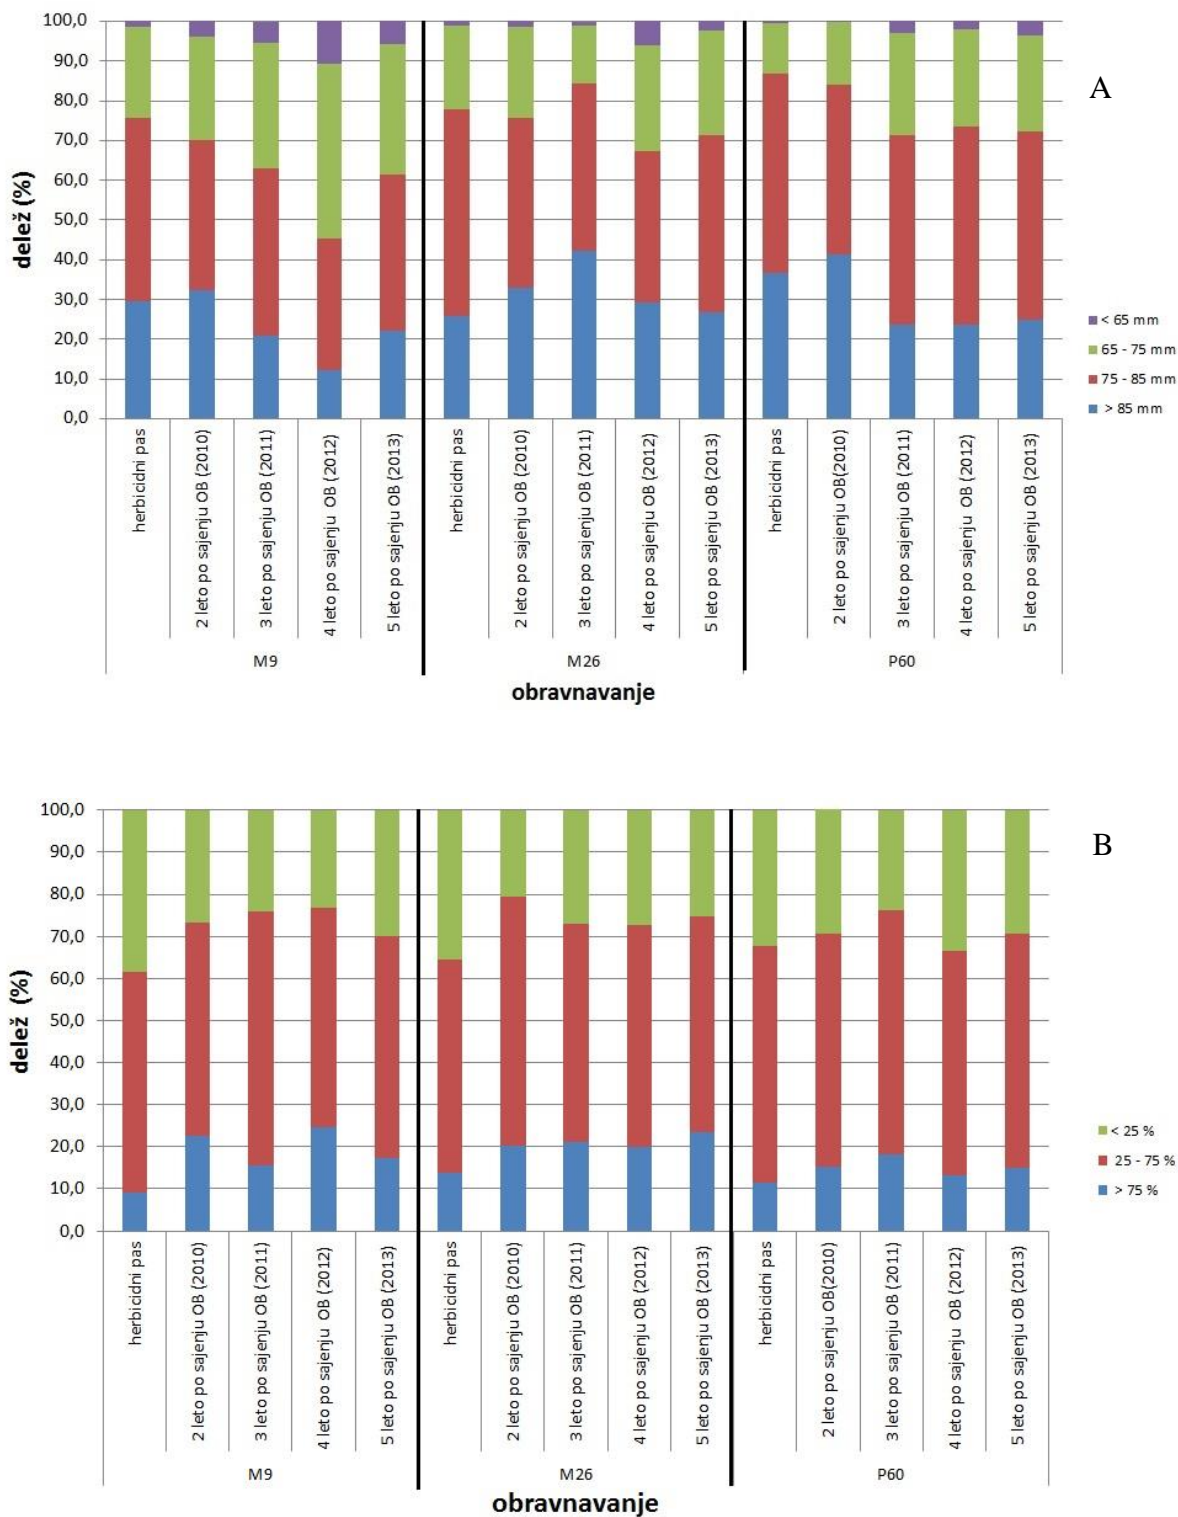 100,0
90,0
80,0
70,0
60,0
50,0
40,0
30,0
20,0
10,0
0,0
delež (%)
A
< 65 mm
65 - 75 mm
75 - 85 mm
> 85 mm
herbicidni pas
2 leto po sajenju OB (2010)
3 leto po sajenju OB (2011)
4 leto po sajenju OB (2012)
5 leto po sajenju OB (2013)
herbicidni pas
2 leto po sajenju OB (2010)
3 leto po sajenju OB (2011)
4 leto po sajenju OB (2012)
5 leto po sajenju OB (2013)
herbicidni pas
2 leto po sajenju OB(2010)
3 leto po sajenju OB (2011)
4 leto po sajenju OB (2012)
5 leto po sajenju OB (2013)
M9
M26
P60
obravnavanje
100,0
90,0
80,0
70,0
60,0
50,0
40,0
30,0
20,0
10,0
0,0
delež (%)
B
< 25 %
25 - 75 %
> 75 %
herbicidni pas
2 leto po sajenju OB (2010)
3 leto po sajenju OB (2011)
4 leto po sajenju OB (2012)
5 leto po sajenju OB (2013)
herbicidni pas
2 leto po sajenju OB (2010)
3 leto po sajenju OB (2011)
4 leto po sajenju OB (2012)
5 leto po sajenju OB (2013)
herbicidni pas
2 leto po sajenju OB(2010)
3 leto po sajenju OB (2011)
4 leto po sajenju OB (2012)
5 leto po sajenju OB (2013)
M9
M26
P60
obravnavanje